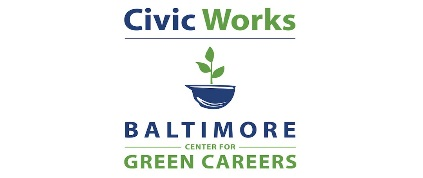 Civic Works
BALTIMORE
CENTER FOR
GREEN CAREERS